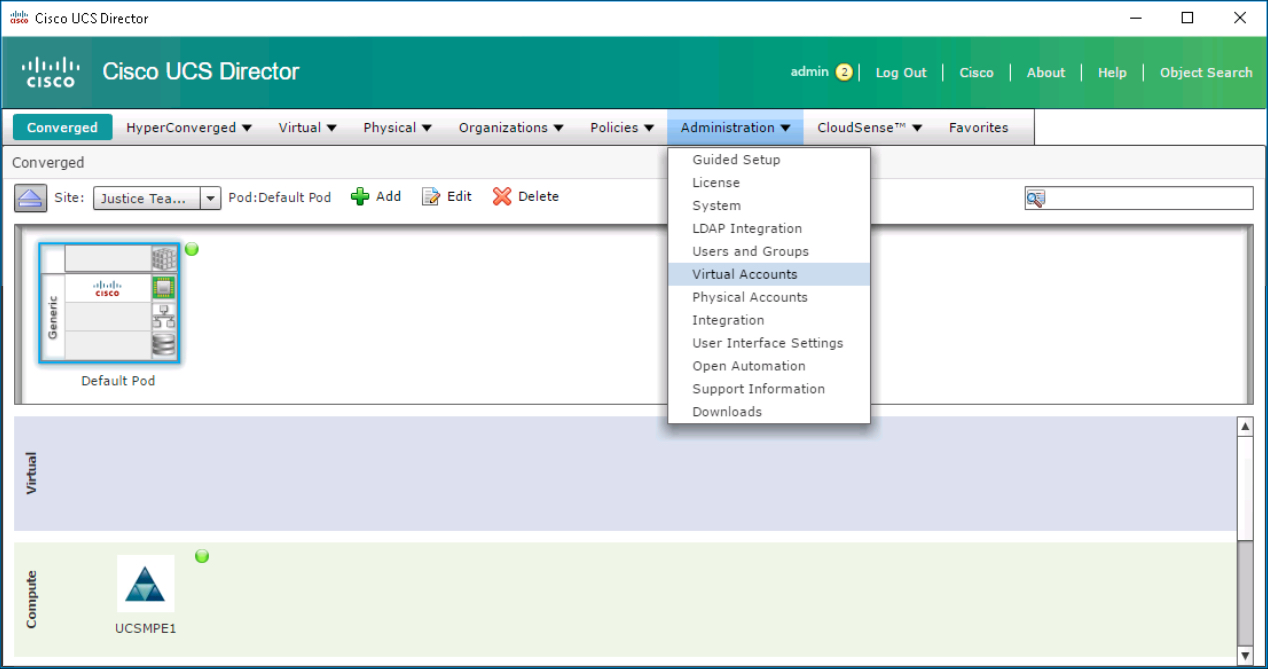 Cisco UCS Director
CISCO Cisco UCS Director admin 2 Log Out Cisco About Help Object Search
Converged HyperConverged Virtual Physical Organizations Policies Administration CloudSense™ Favorites
Converged
Site: Justice Tea... Pod:Default Pod Add Edit Delete
Guided Setup
License
System
LDAP Integration
Users and Groups
Virtual Accounts
Physical Accounts
Integration
User Interface Settings
Open Automation
Support Information
Downloads
Generic
CISCO
Default Pod
Virtual
Compute
UCSMPE1